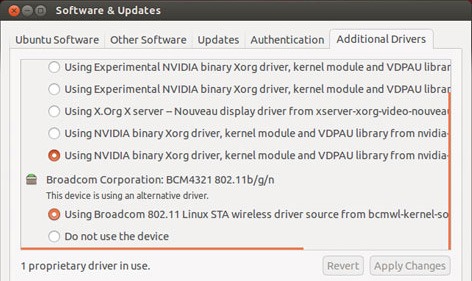 Software & Updates
Ubuntu Software
Other Software
Updates
Authentication
Additional Drivers
Using Experimental NVIDIA binary Xorg driver, kernel module and VDPAU
Using Experimental NVIDIA binary Xorg driver, kernel module and VDPAU
Using X.Org X server -- Nouveau display driver from xserver-xorg-video-nouveau
Using NVIDIA binary Xorg driver, kernel module and VDPAU library from nvidia-
Using NVIDIA binary Xorg driver, kernel module and VDPAU library from nvidia-
Broadcom Corporation: BCM4321 802.11b/g/n
This device is using an alternative driver.
Using Broadcom 802.11 Linux STA wireless driver source from bcmwl-kernel-so
Do not use the device
1 proprietary driver in use.
Revert
Apply Changes